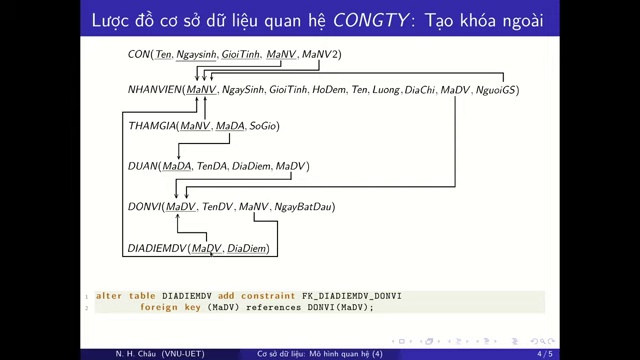 Lược đồ cơ sở dữ liệu quan hệ CONGTY: Tạo khóa ngoài
CON(Ten, Ngaysinh, GioiTinh, MaNV, MaNV2)
NHANVIEN(MaNV, NgaySinh, GioiTinh, HoDem, Ten, Luong, DiaChi, MaDV, NguoiGS)
THAMGIA(MaNV, MaDA, SoGio)
DUAN(MaDA, TenDA, DiaDiem, MaDV)
DONVI(MaDV, TenDV, MaNV, NgayBatDau)
DIADIEMDV(MaDV, DiaDiem)
1 alter table DIADIEMDV add constraint FK_DIADIEMDV_DONVI
2 foreign key (MaDV) references DONVI(MaDV);
N. H. Châu (VNU-UET) Cơ sở dữ liệu: Mô hình quan hệ (4) 4 / 5